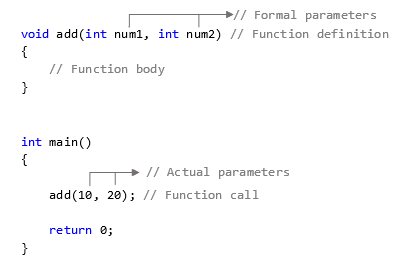 // Formal parameters
void add(int num1, int num2) // Function definition
{
    // Function body
}
int main()
{
// Actual parameters
    add(10, 20); // Function call
    return 0;
}